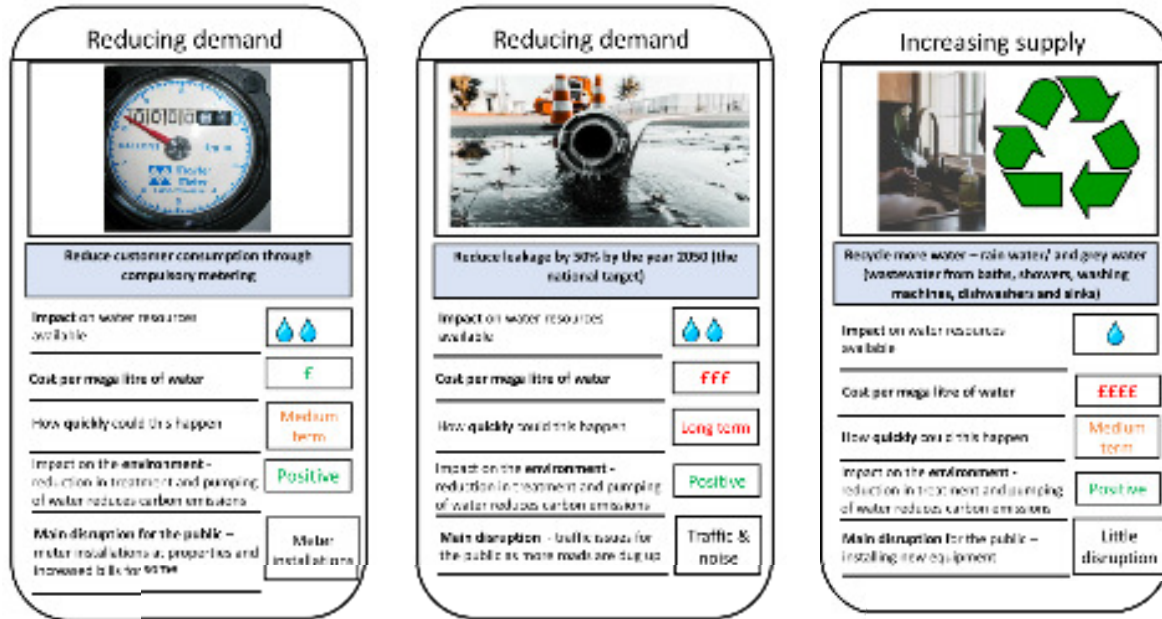 Reducing demand
Reduce customer consumption through
compulsory metering
Impact on water resources
available
Cost per mega litre of water
£
How quickly could this happen
Medium
term
Impact on the environment -
reduction in treatment and pumping
of water reduces carbon emissions
Positive
Main disruption for the public –
meter installations at properties and
increased bills for some
Meter
installations
Reducing demand
Reduce leakage by 50% by the year 2050 (the
national target)
Impact on water resources
available
Cost per mega litre of water
£££
How quickly could this happen
Long term
Impact on the environment -
reduction in treatment and pumping
of water reduces carbon emissions
Positive
Main disruption - traffic issues for
the public as more roads are dug up
Traffic &
noise
Increasing supply
Recycle more water – rain water/ and grey water
(wastewater from baths, showers, washing
machines, dishwashers and sinks)
Impact on water resources
available
Cost per mega litre of water
££££
How quickly could this happen
Medium
term
Impact on the environment -
reduction in treatment and pumping
of water reduces carbon emissions
Positive
Main disruption for the public –
installing new equipment
Little
disruption